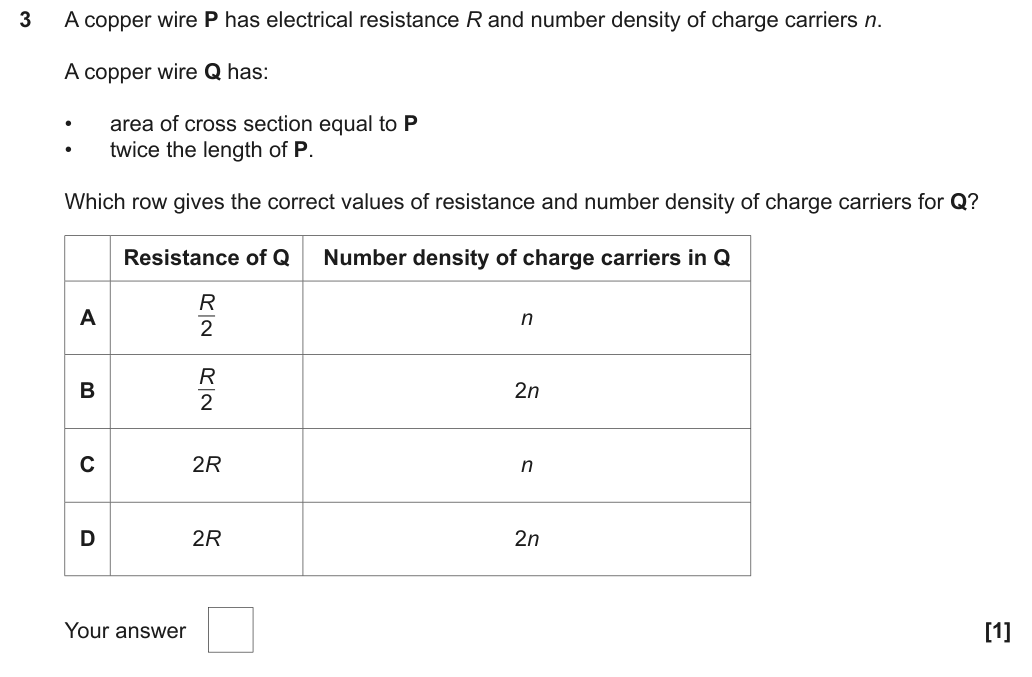 3 A copper wire P has electrical resistance R and number density of charge carriers n.
A copper wire Q has:
• area of cross section equal to P
• twice the length of P.
Which row gives the correct values of resistance and number density of charge carriers for Q?
Resistance of Q Number density of charge carriers in Q
A R/2 n
B R/2 2n
C 2R n
D 2R 2n
Your answer [1]